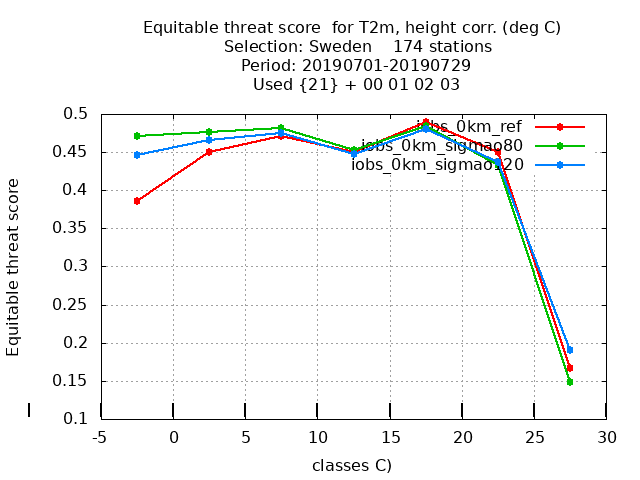 Equitable threat score  for T2m, height corr. (deg C)
Selection: Sweden    174 stations
Period: 20190701-20190729
Used {21} + 00 01 02 03
0.5
0.45
0.4
0.35
0.3
0.25
0.2
0.15
0.1
Equitable threat score
iobs_0km_ref
iobs_0km_sigmao80
iobs_0km_sigmao120
-5 0 5 10 15 20 25 30
classes C)